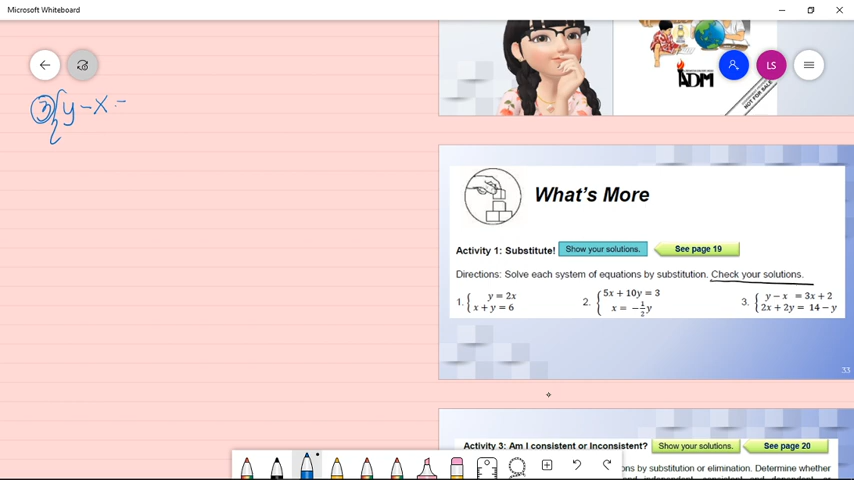 Microsoft Whiteboard
LS
③ { y - x =
ADM
NOT FOR SALE
What's More
Activity 1: Substitute! Show your solutions. See page 19
Directions: Solve each system of equations by substitution. Check your solutions.
1. { y = 2x
x + y = 6
2. { 5x + 10y = 3
x = -1/2 y
3. { y - x = 3x + 2
2x + 2y = 14 - y
33
Activity 3: Am I consistent or Inconsistent? Show your solutions. See page 20
ons by substitution or elimination. Determine whether